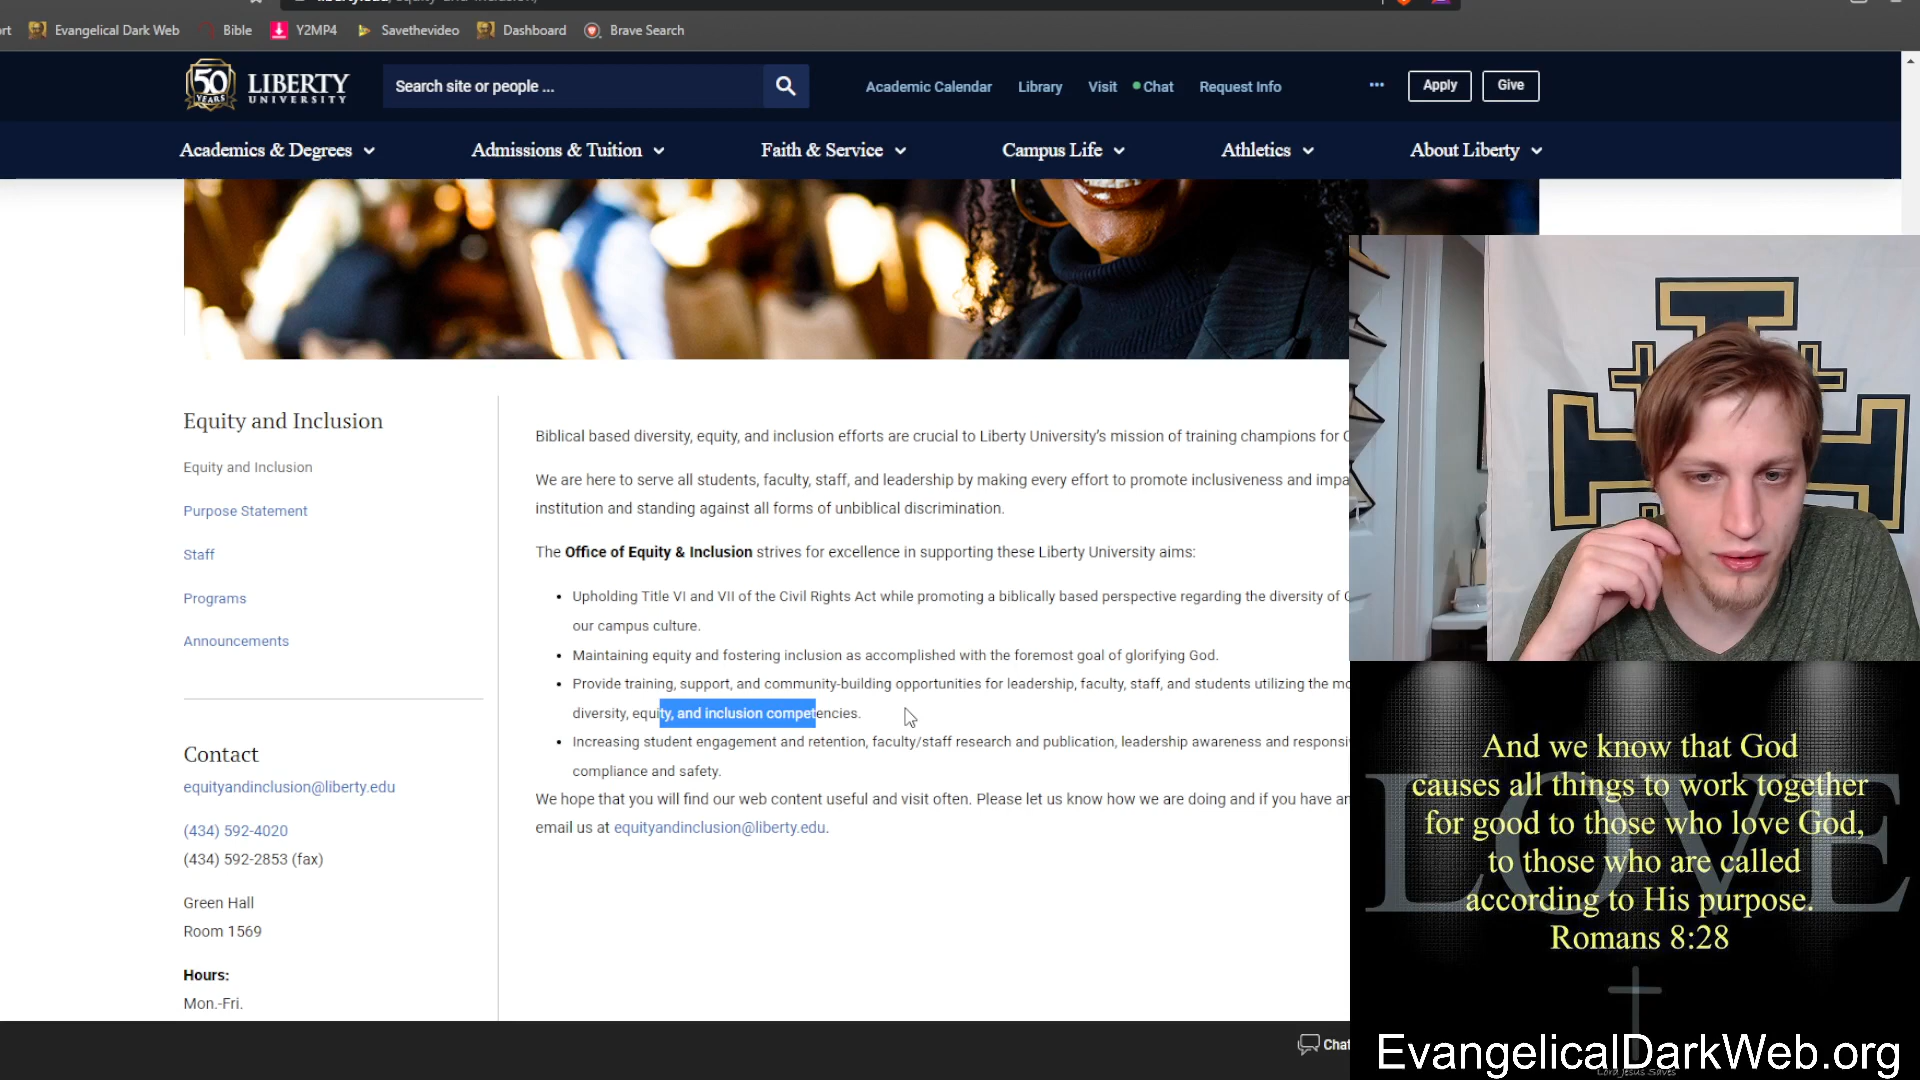 Evangelical Dark Web
Bible
Y2MP4
Savethevideo
Dashboard
Brave Search
50
YEARS
LIBERTY
UNIVERSITY
Search site or people ...
Academic Calendar
Library
Visit
Chat
Request Info
Apply
Give
Academics & Degrees
Admissions & Tuition
Faith & Service
Campus Life
Athletics
About Liberty
Equity and Inclusion
Equity and Inclusion
Purpose Statement
Staff
Programs
Announcements
Contact
equityandinclusion@liberty.edu
(434) 592-4020
(434) 592-2853 (fax)
Green Hall
Room 1569
Hours:
Mon.-Fri.
Biblical based diversity, equity, and inclusion efforts are crucial to Liberty University's mission of training champions for
We are here to serve all students, faculty, staff, and leadership by making every effort to promote inclusiveness and
institution and standing against all forms of unbiblical discrimination.
The Office of Equity & Inclusion strives for excellence in supporting these Liberty University aims:
• Upholding Title VI and VII of the Civil Rights Act while promoting a biblically based perspective regarding the diversity of
our campus culture.
• Maintaining equity and fostering inclusion as accomplished with the foremost goal of glorifying God.
• Provide training, support, and community-building opportunities for leadership, faculty, staff, and students utilizing the
diversity, equity, and inclusion competencies.
• Increasing student engagement and retention, faculty/staff research and publication, leadership awareness and
compliance and safety.
We hope that you will find our web content useful and visit often. Please let us know how we are doing and if you have
email us at equityandinclusion@liberty.edu.
Chat
And we know that God
causes all things to work together
for good to those who love God,
to those who are called
according to His purpose.
Romans 8:28
LOVE
EvangelicalDarkWeb.org
Lord Jesus Saves